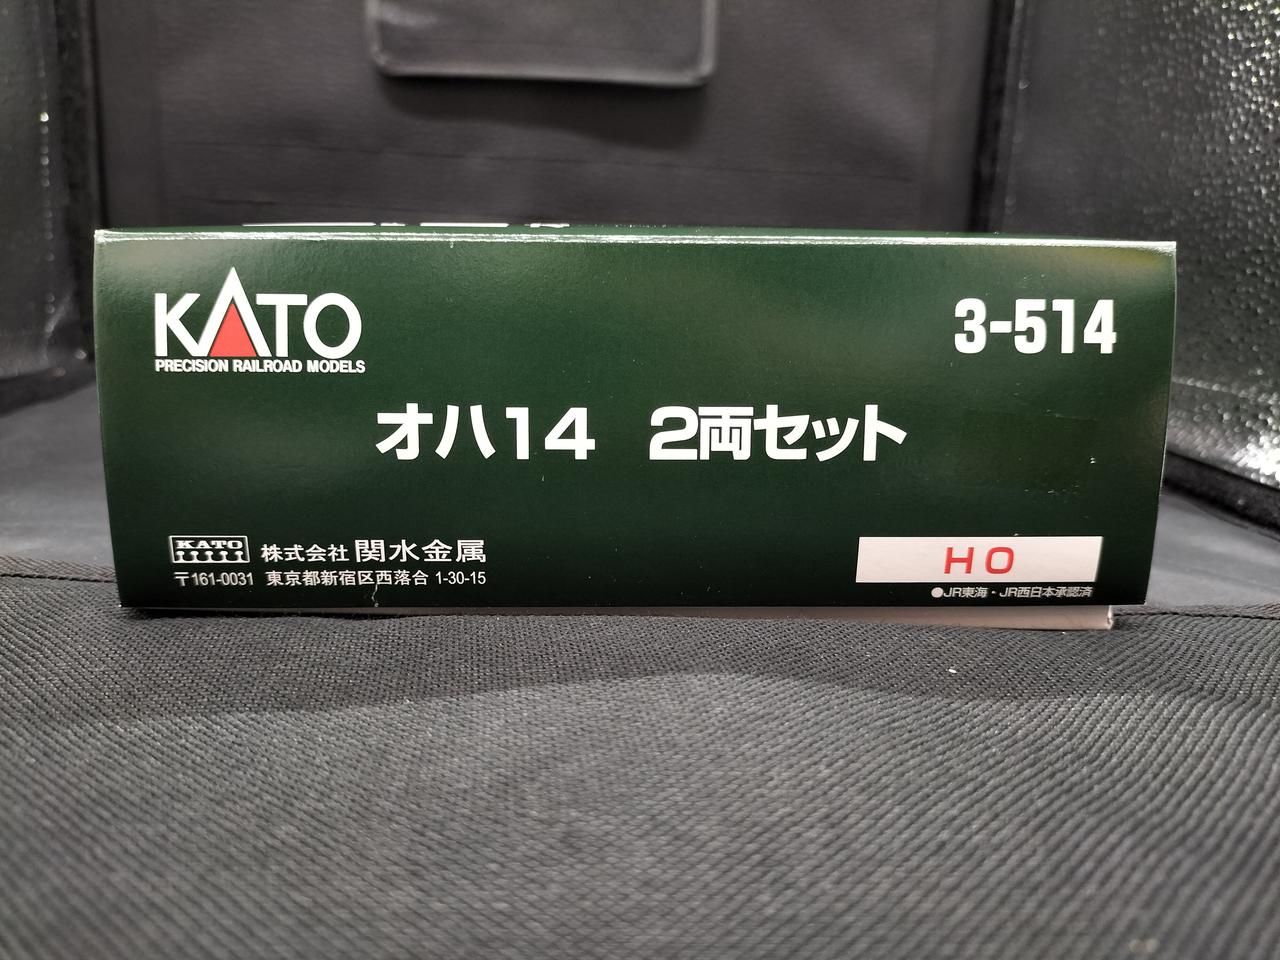 KATO
PRECISION RAILROAD MODELS
3-514
オハ14 2両セット
KATO
株式会社 関水金属
〒161-0031 東京都新宿区西落合 1-30-15
HO
●JR東海・JR西日本承認済